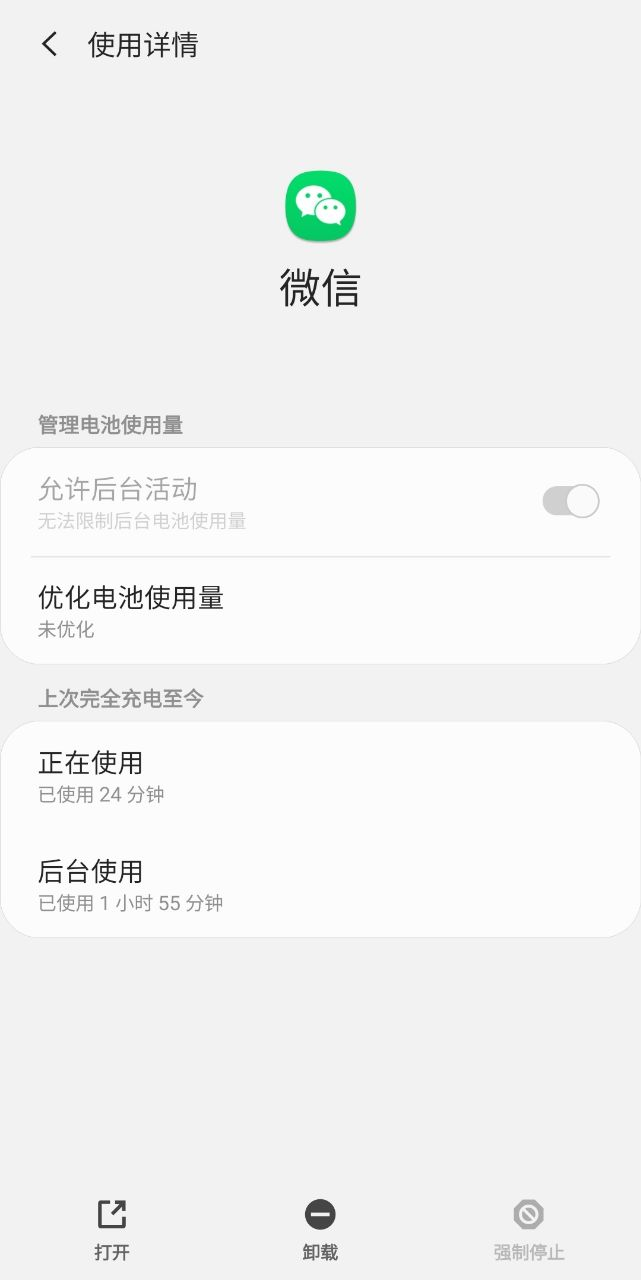 使用详情
微信
管理电池使用量
允许后台活动
无法限制后台电池使用量
优化电池使用量
未优化
上次完全充电至今
正在使用
已使用 24 分钟
后台使用
已使用 1 小时 55 分钟
打开
卸载
强制停止